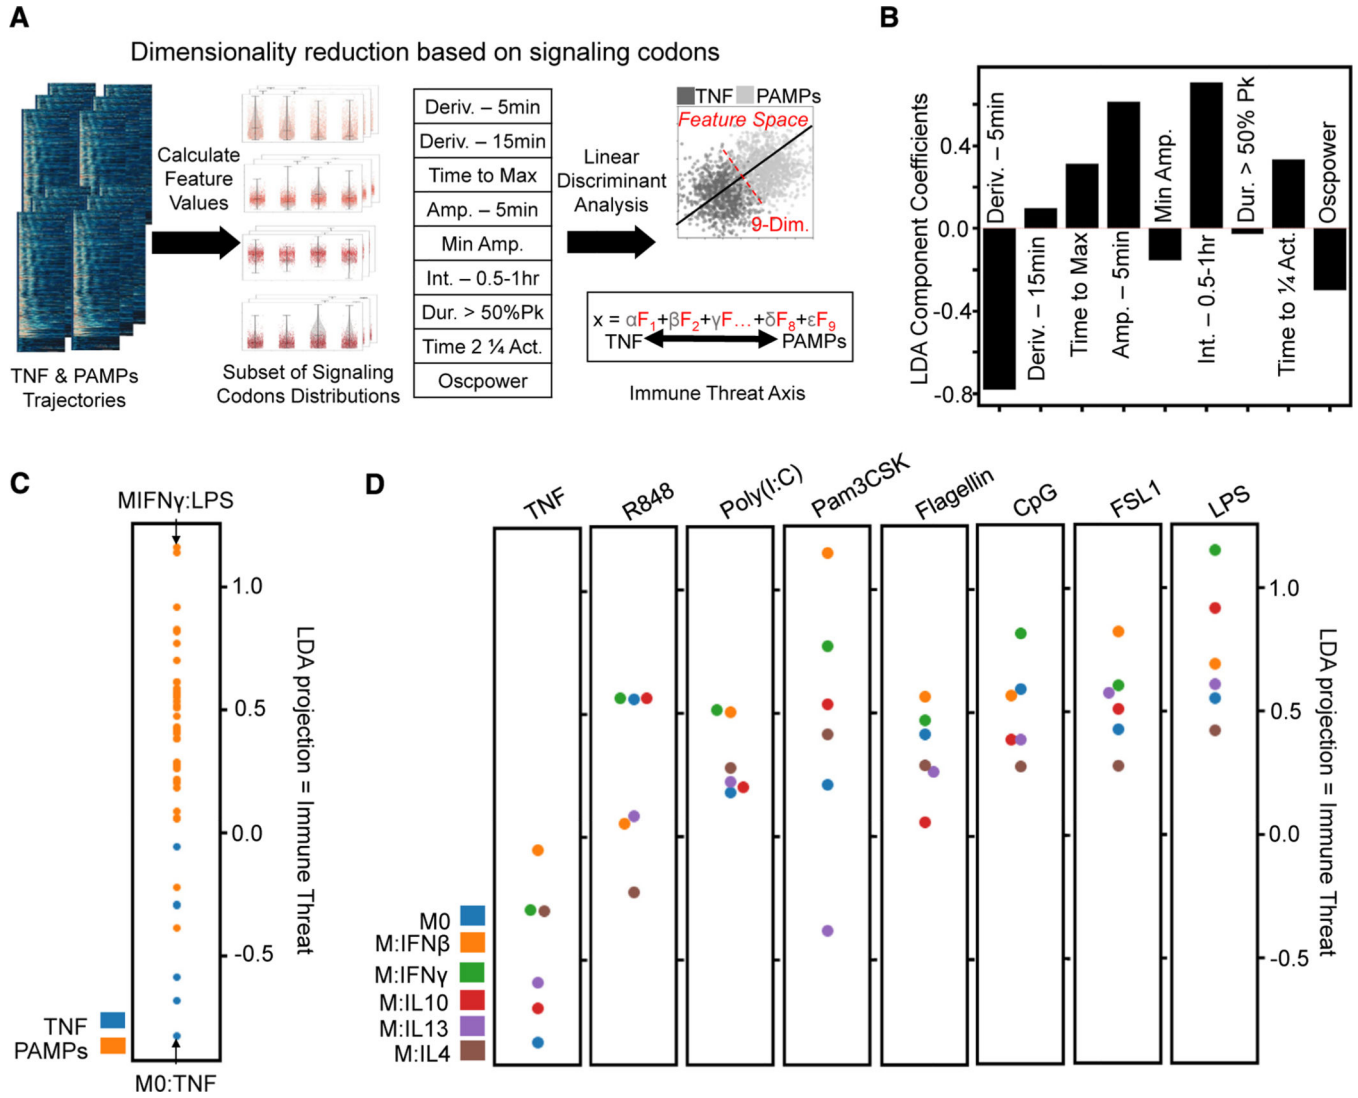 A
Dimensionality reduction based on signaling codons
Calculate
Feature
Values
TNF & PAMPs
Trajectories
Subset of Signaling
Codons Distributions
Deriv. – 5min
Deriv. – 15min
Time to Max
Amp. – 5min
Min Amp.
Int. – 0.5-1hr
Dur. > 50%Pk
Time 2 ¼ Act.
Oscpower
Linear
Discriminant
Analysis
TNF PAMPs
Feature Space
9-Dim.
x = αF1+βF2+γF…+δF8+εF9
TNF PAMPs
Immune Threat Axis
B
LDA Component Coefficients
0.4
0.0
-0.4
-0.8
Deriv. – 5min
Deriv. – 15min
Time to Max
Amp. – 5min
Min Amp.
Int. – 0.5-1hr
Dur. > 50% Pk
Time to ¼ Act.
Oscpower
C
MIFNγ:LPS
1.0
0.5
0.0
-0.5
LDA projection = Immune Threat
TNF
PAMPs
M0:TNF
D
TNF
R848
Poly(I:C)
Pam3CSK
Flagellin
CpG
FSL1
LPS
M0
M:IFNβ
M:IFNγ
M:IL10
M:IL13
M:IL4
1.0
0.5
0.0
-0.5
LDA projection = Immune Threat